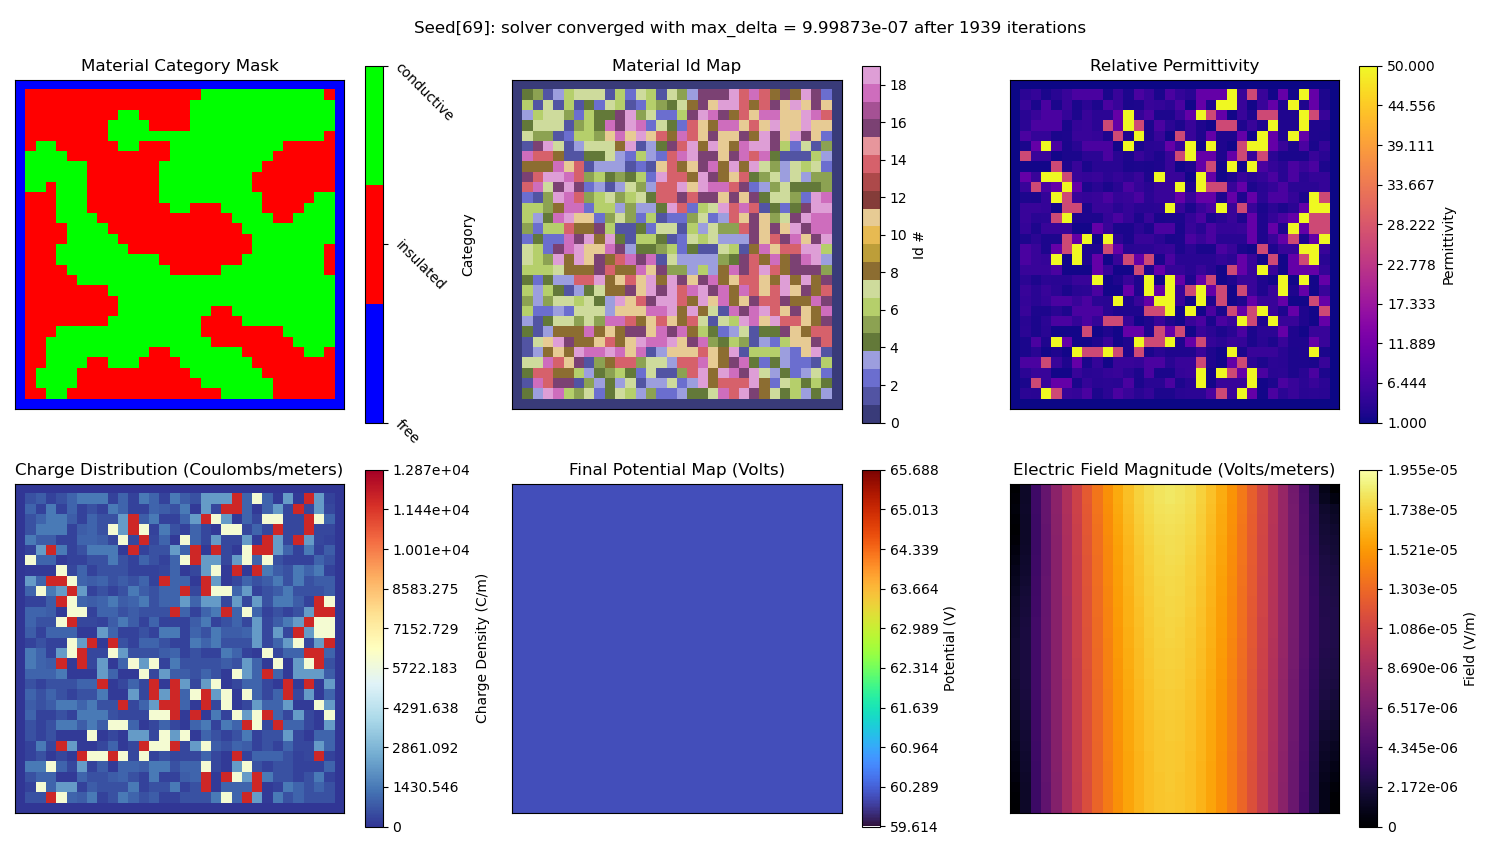 Seed[69]: solver converged with max_delta = 9.99873e-07 after 1939 iterations
Material Category Mask
conductive
insulated
free
Category
Material Id Map
18
16
14
12
10
8
6
4
2
0
Id #
Relative Permittivity
50.000
44.556
39.111
33.667
28.222
22.778
17.333
11.889
6.444
1.000
Permittivity
Charge Distribution (Coulombs/meters)
1.287e+04
1.144e+04
1.001e+04
8583.275
7152.729
5722.183
4291.638
2861.092
1430.546
0
Charge Density (C/m)
Final Potential Map (Volts)
65.688
65.013
64.339
63.664
62.989
62.314
61.639
60.964
60.289
59.614
Potential (V)
Electric Field Magnitude (Volts/meters)
1.955e-05
1.738e-05
1.521e-05
1.303e-05
1.086e-05
8.690e-06
6.517e-06
4.345e-06
2.172e-06
0
Field (V/m)